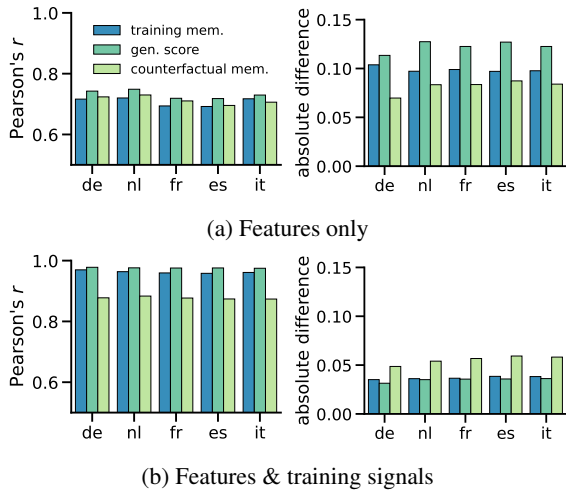 Pearson's r
1.0
0.8
0.6
training mem.
gen. score
counterfactual mem.
de nl fr es it
absolute difference
0.15
0.10
0.05
0.00
de nl fr es it
(a) Features only
Pearson's r
1.0
0.8
0.6
de nl fr es it
absolute difference
0.15
0.10
0.05
0.00
de nl fr es it
(b) Features & training signals